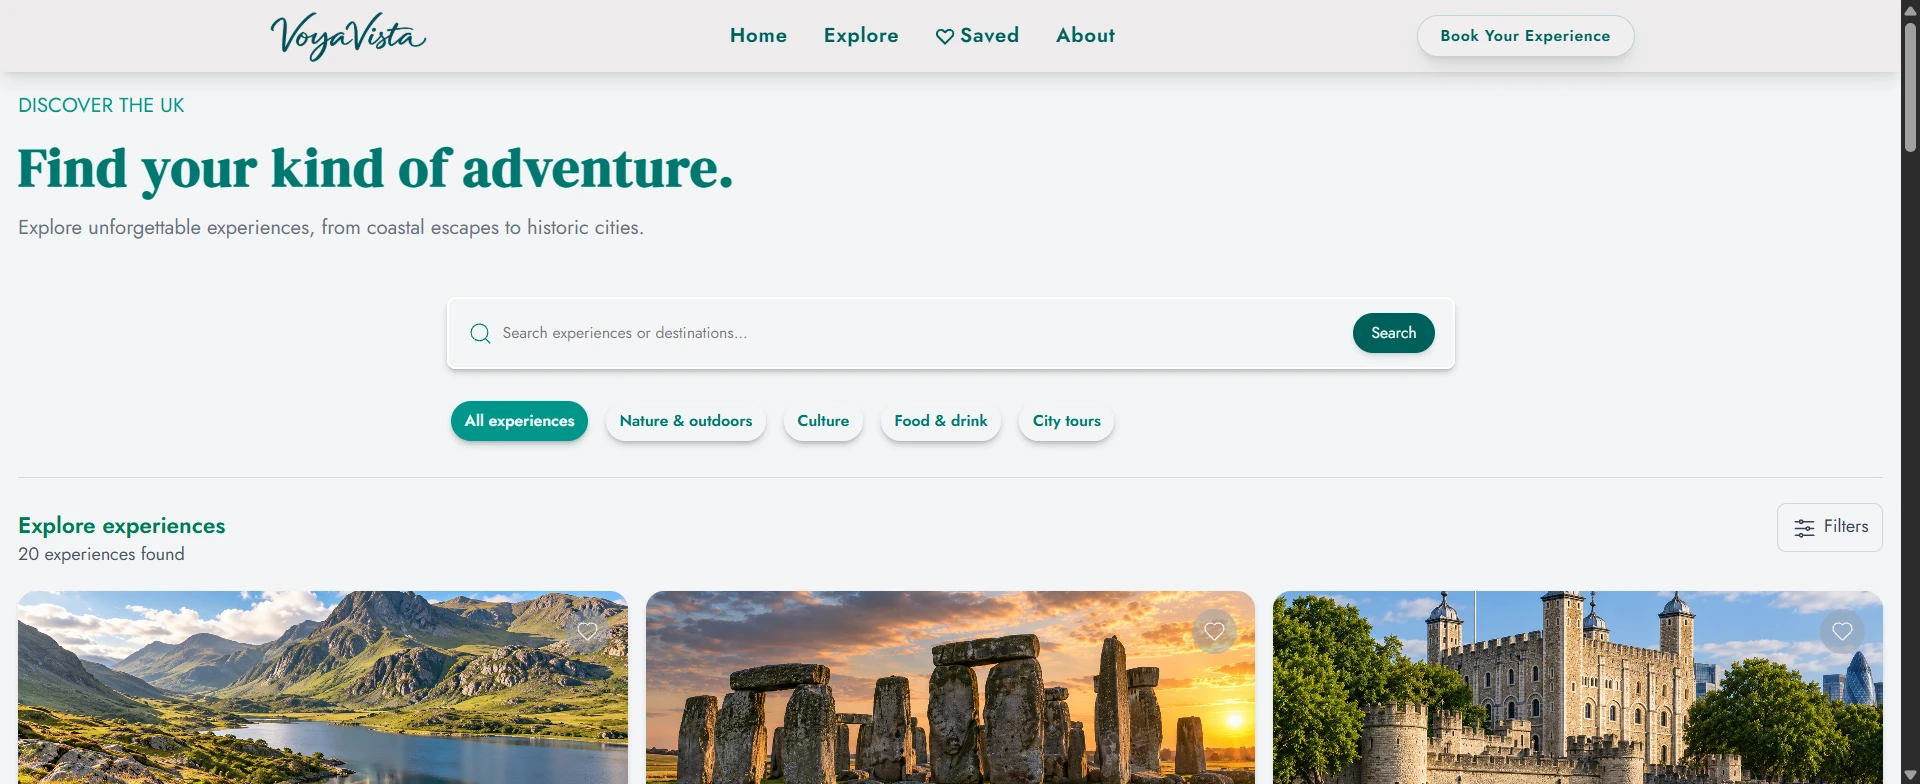 VoyaVista
Home Explore Saved About
Book Your Experience
DISCOVER THE UK
Find your kind of adventure.
Explore unforgettable experiences, from coastal escapes to historic cities.
Search experiences or destinations...
Search
All experiences
Nature & outdoors
Culture
Food & drink
City tours
Explore experiences
20 experiences found
Filters